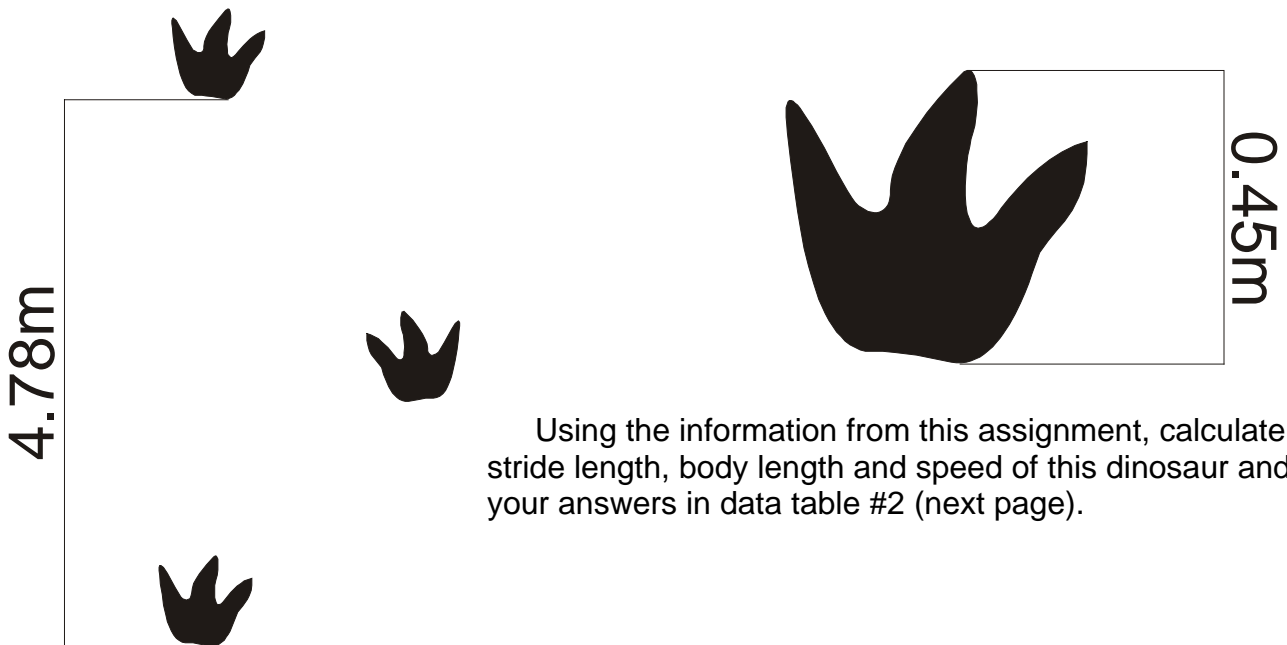 4.78m
0.45m
Using the information from this assignment, calculate
stride length, body length and speed of this dinosaur and
your answers in data table #2 (next page).